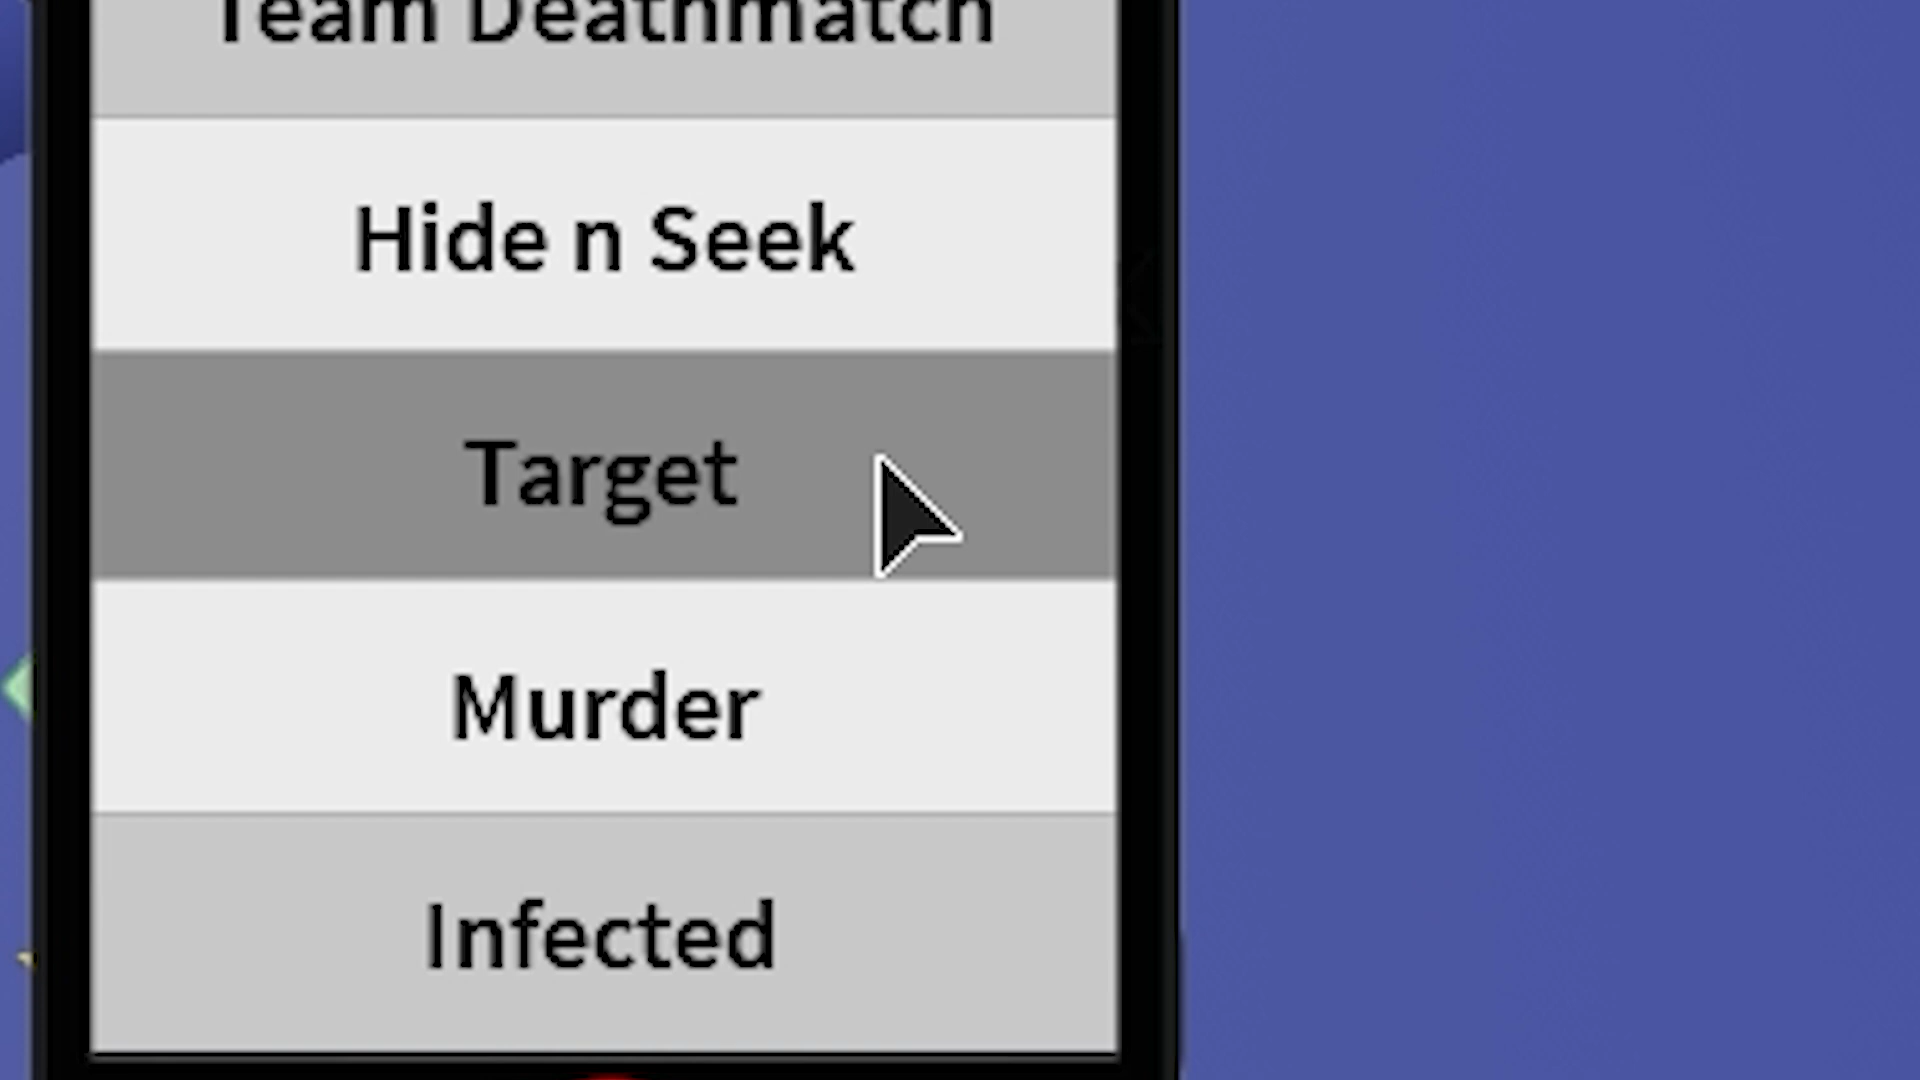 Team Deathmatch
Hide n Seek
Target
Murder
Infected